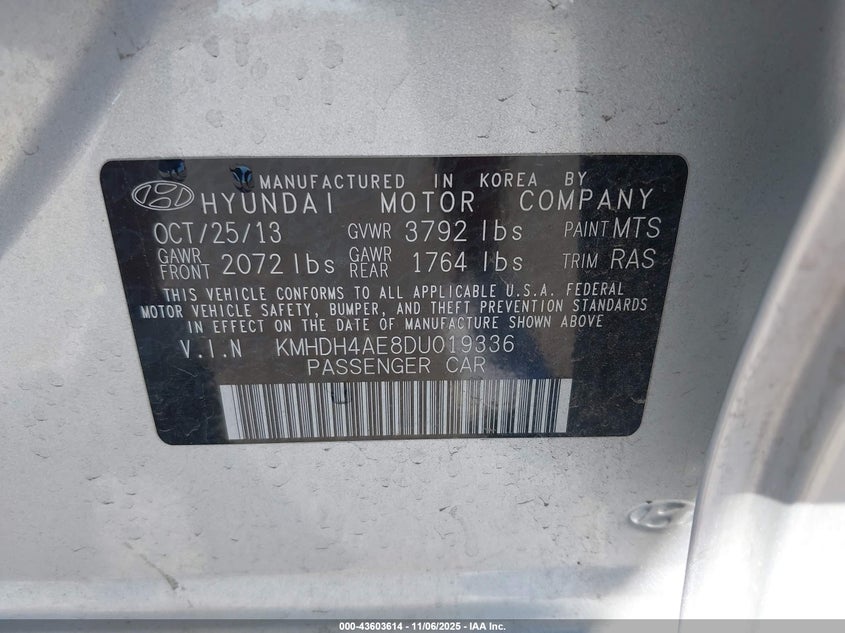 MANUFACTURED IN KOREA BY
HYUNDAI MOTOR COMPANY
OCT/25/13 GVWR 3792 lbs PAINT MTS
GAWR FRONT 2072 lbs GAWR REAR 1764 lbs TRIM RAS
THIS VEHICLE CONFORMS TO ALL APPLICABLE U.S.A. FEDERAL
MOTOR VEHICLE SAFETY, BUMPER, AND THEFT PREVENTION STANDARDS
IN EFFECT ON THE DATE OF MANUFACTURE SHOWN ABOVE
V.I.N KMHDH4AE8DU019336
PASSENGER CAR
000-43603614 - 11/06/2025 - IAA Inc.